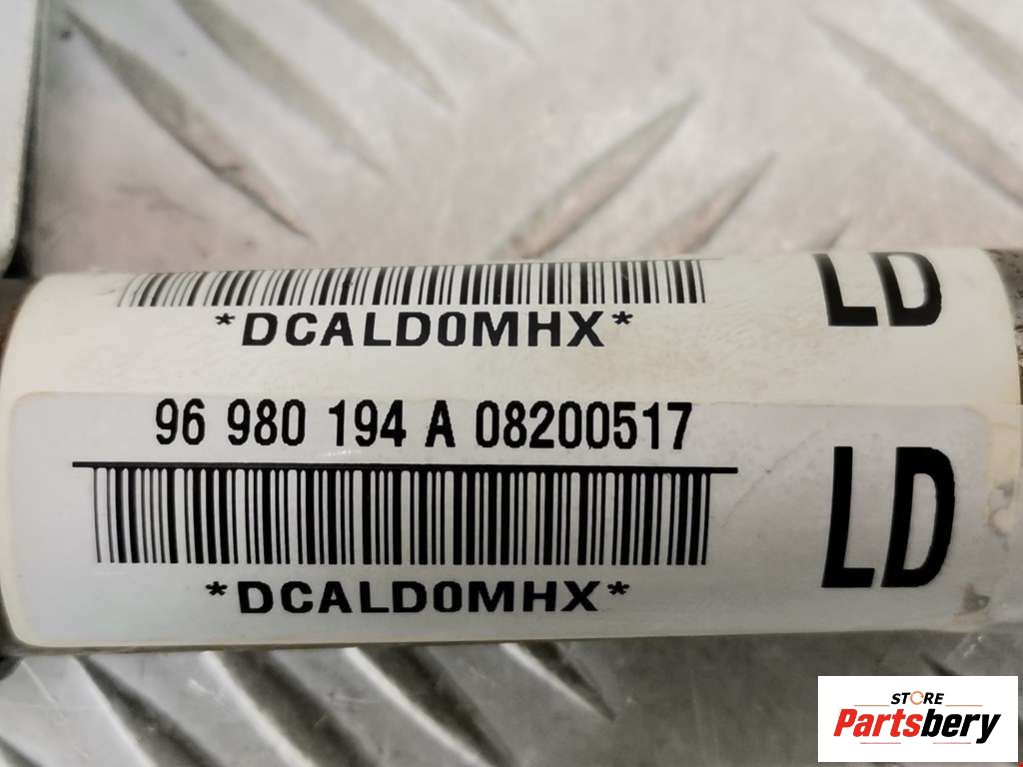 LD
*DCALD0MHX*
96 980 194 A 08200517
LD
*DCALD0MHX*
STORE
Partsbery